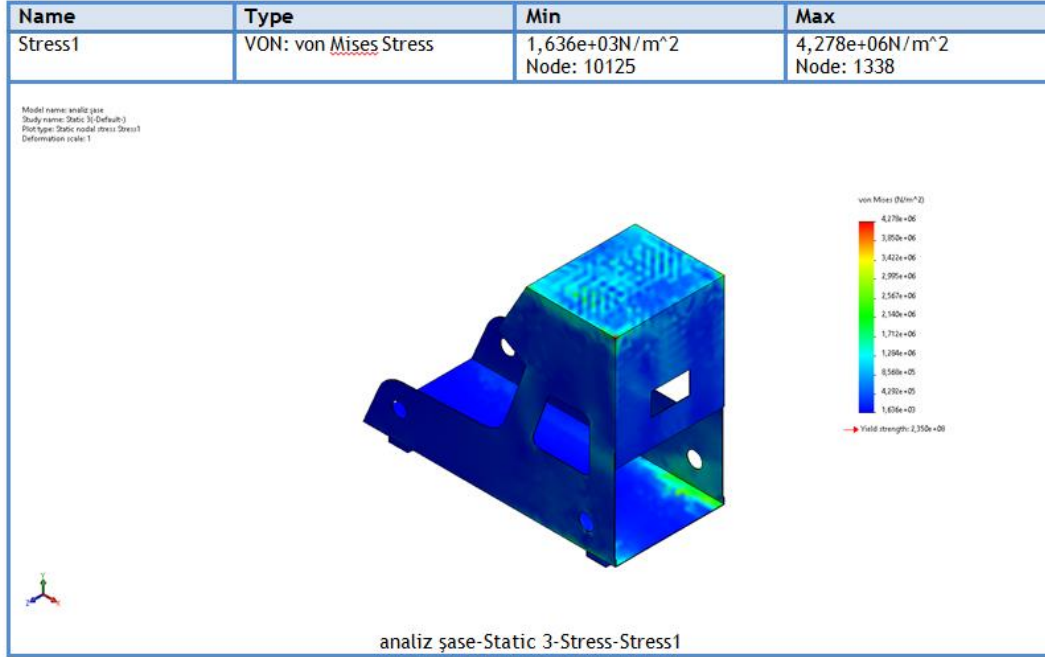 Name Type Min Max
Stress1 VON: von Mises Stress 1,636e+03N/m^2 4,278e+06N/m^2
Node: 10125 Node: 1338
Model name: analiz şase
Study name: Static 3(-Default-)
Plot type: Static nodal stress Stress1
Deformation scale: 1
von Mises (N/m^2)
4,278e+06
3,850e+06
3,422e+06
2,995e+06
2,567e+06
2,140e+06
1,712e+06
1,284e+06
8,568e+05
4,292e+05
1,636e+03
Yield strength: 2,350e+08
Y
Z X
analiz şase-Static 3-Stress-Stress1